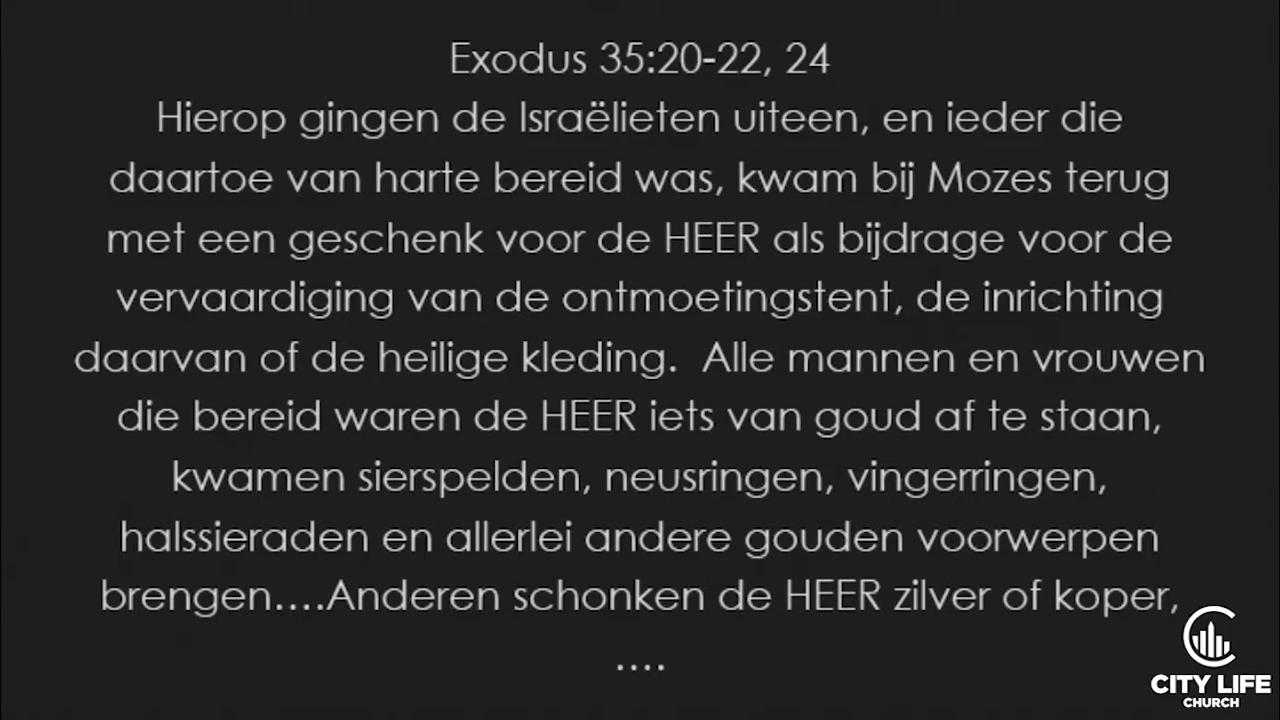 Exodus 35:20-22, 24
Hierop gingen de Israëlieten uiteen, en ieder die
daartoe van harte bereid was, kwam bij Mozes terug
met een geschenk voor de HEER als bijdrage voor de
vervaardiging van de ontmoetingstent, de inrichting
daarvan of de heilige kleding.  Alle mannen en vrouwen
die bereid waren de HEER iets van goud af te staan,
kwamen sierspelden, neusringen, vingerringen,
halssieraden en allerlei andere gouden voorwerpen
brengen....Anderen schonken de HEER zilver of koper,
....
CITY LIFE
CHURCH